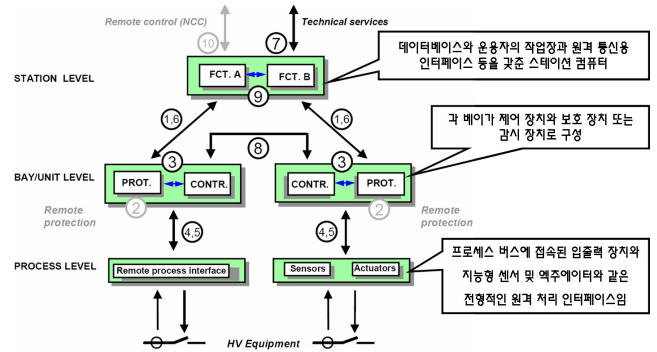 Remote control (NCC)
Technical services
10
7
STATION LEVEL
FCT. A
FCT. B
9
데이터베이스와 운용자의 작업장과 원격 통신용
인터페이스 등을 갖춘 스테이션 컴퓨터
1,6
1,6
8
각 베이가 제어 장치와 보호 장치 또는
감시 장치로 구성
3
3
BAY/UNIT LEVEL
PROT.
CONTR.
CONTR.
PROT.
2
2
Remote
protection
Remote
protection
4,5
4,5
PROCESS LEVEL
Remote process interface
Sensors
Actuators
프로세스 버스에 접속된 입출력 장치와
지능형 센서 및 액추에이터와 같은
전형적인 원격 처리 인터페이스임
HV Equipment